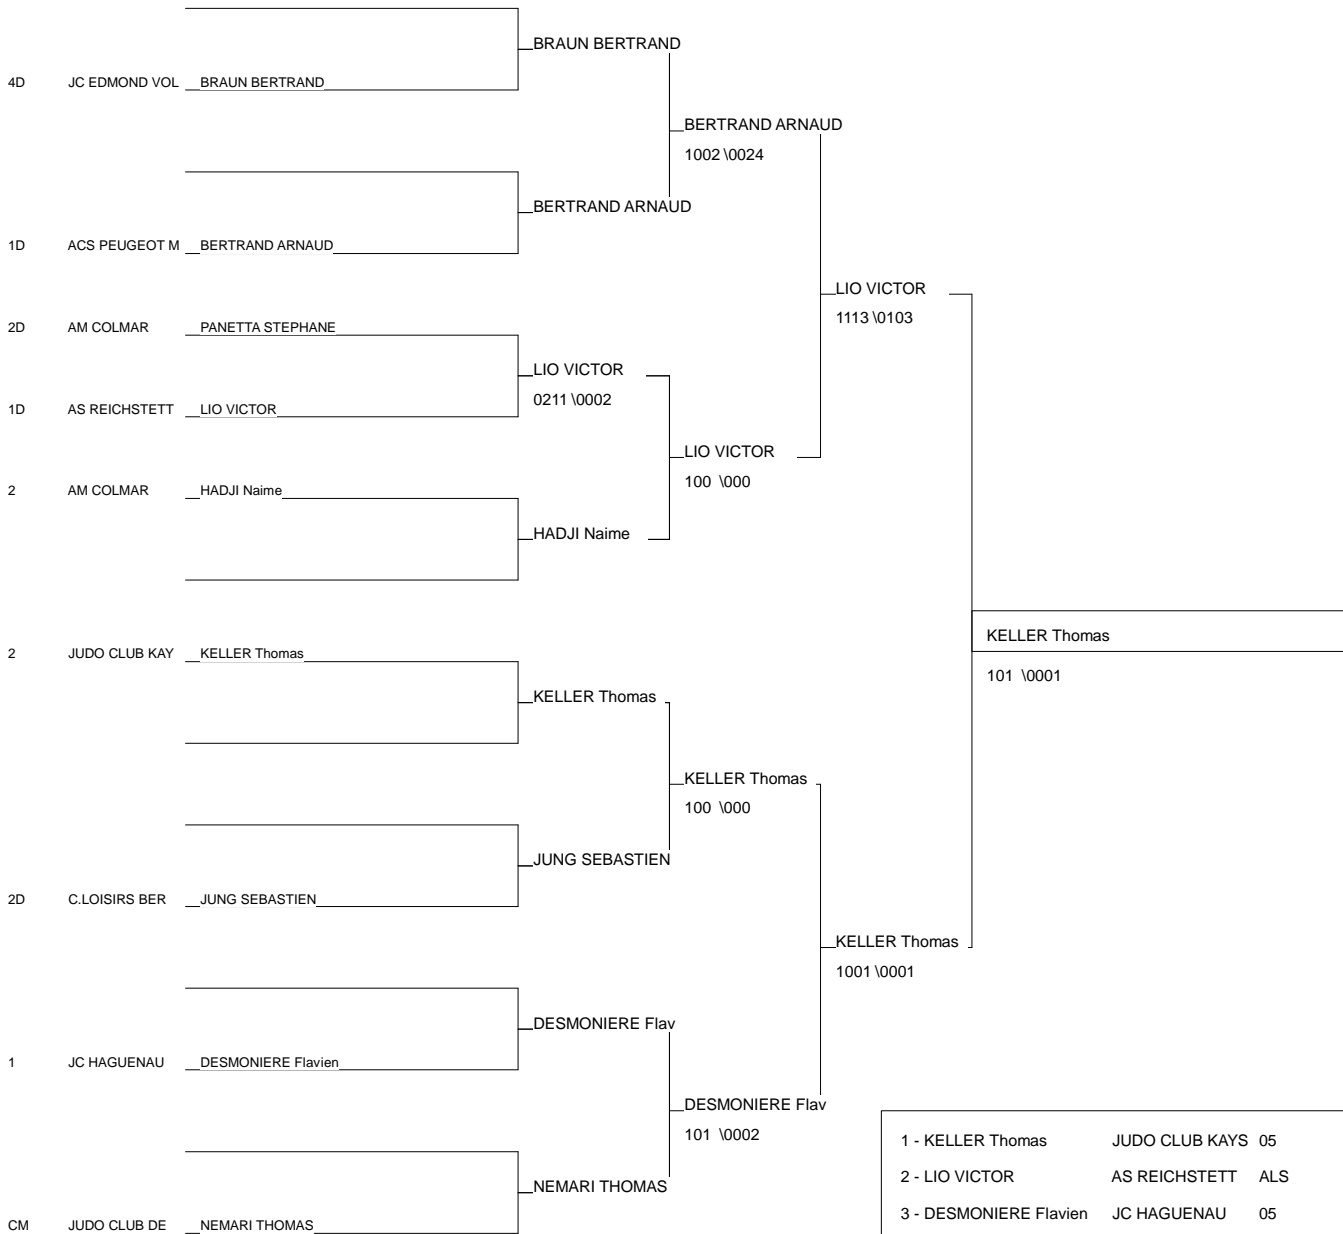 BRAUN BERTRAND
4D JC EDMOND VOL BRAUN BERTRAND
BERTRAND ARNAUD
1002 \0024
BERTRAND ARNAUD
1D ACS PEUGEOT M BERTRAND ARNAUD
LIO VICTOR
1113 \0103
2D AM COLMAR PANETTA STEPHANE
LIO VICTOR
0211 \0002
1D AS REICHSTETT LIO VICTOR
LIO VICTOR
100 \000
2 AM COLMAR HADJI Naime
HADJI Naime
KELLER Thomas
101 \0001
2 JUDO CLUB KAY KELLER Thomas
KELLER Thomas
KELLER Thomas
100 \000
JUNG SEBASTIEN
2D C.LOISIRS BER JUNG SEBASTIEN
KELLER Thomas
1001 \0001
DESMONIERE Flav
1 JC HAGUENAU DESMONIERE Flavien
DESMONIERE Flav
101 \0002
NEMARI THOMAS
CM JUDO CLUB DE NEMARI THOMAS
1 - KELLER Thomas JUDO CLUB KAYS 05
2 - LIO VICTOR AS REICHSTETT ALS
3 - DESMONIERE Flavien JC HAGUENAU 05